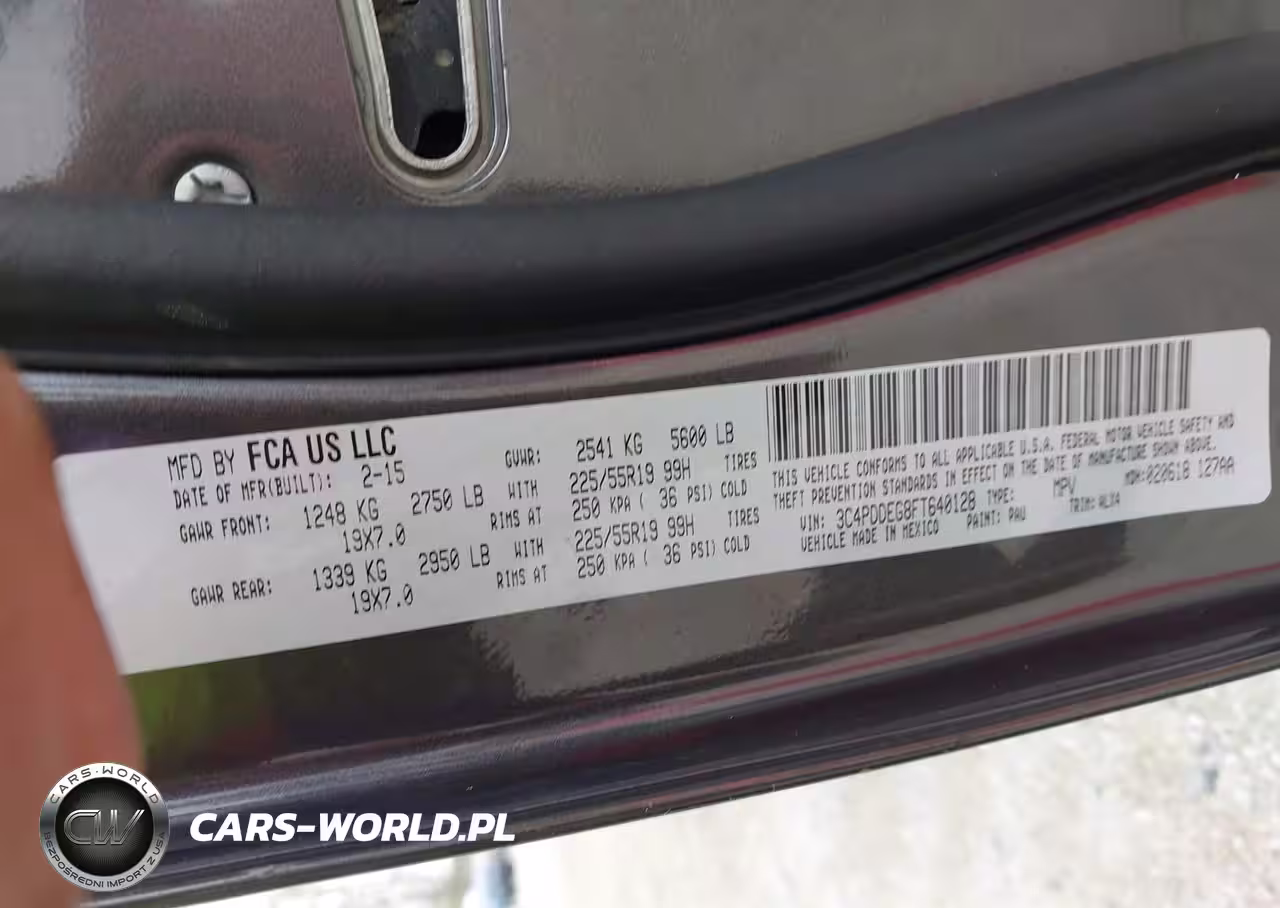 MFD BY FCA US LLC
DATE OF MFR(BUILT): 2-15
GVWR: 2541 KG 5600 LB
GAWR FRONT: 1248 KG 2750 LB WITH 225/55R19 99H TIRES
19X7.0 RIMS AT 250 KPA ( 36 PSI) COLD
GAWR REAR: 1339 KG 2950 LB WITH 225/55R19 99H TIRES
19X7.0 RIMS AT 250 KPA ( 36 PSI) COLD
THIS VEHICLE CONFORMS TO ALL APPLICABLE U.S.A. FEDERAL MOTOR VEHICLE SAFETY AND
THEFT PREVENTION STANDARDS IN EFFECT ON THE DATE OF MANUFACTURE SHOWN ABOVE.
VIN: 3C4PDDEG8FT640128 TYPE: MPV MDH:020618 127AA
VEHICLE MADE IN MEXICO PAINT: PAU TRIM:
CARS-WORLD
CW
BEZPOŚREDNI IMPORT Z USA
CARS-WORLD.PL